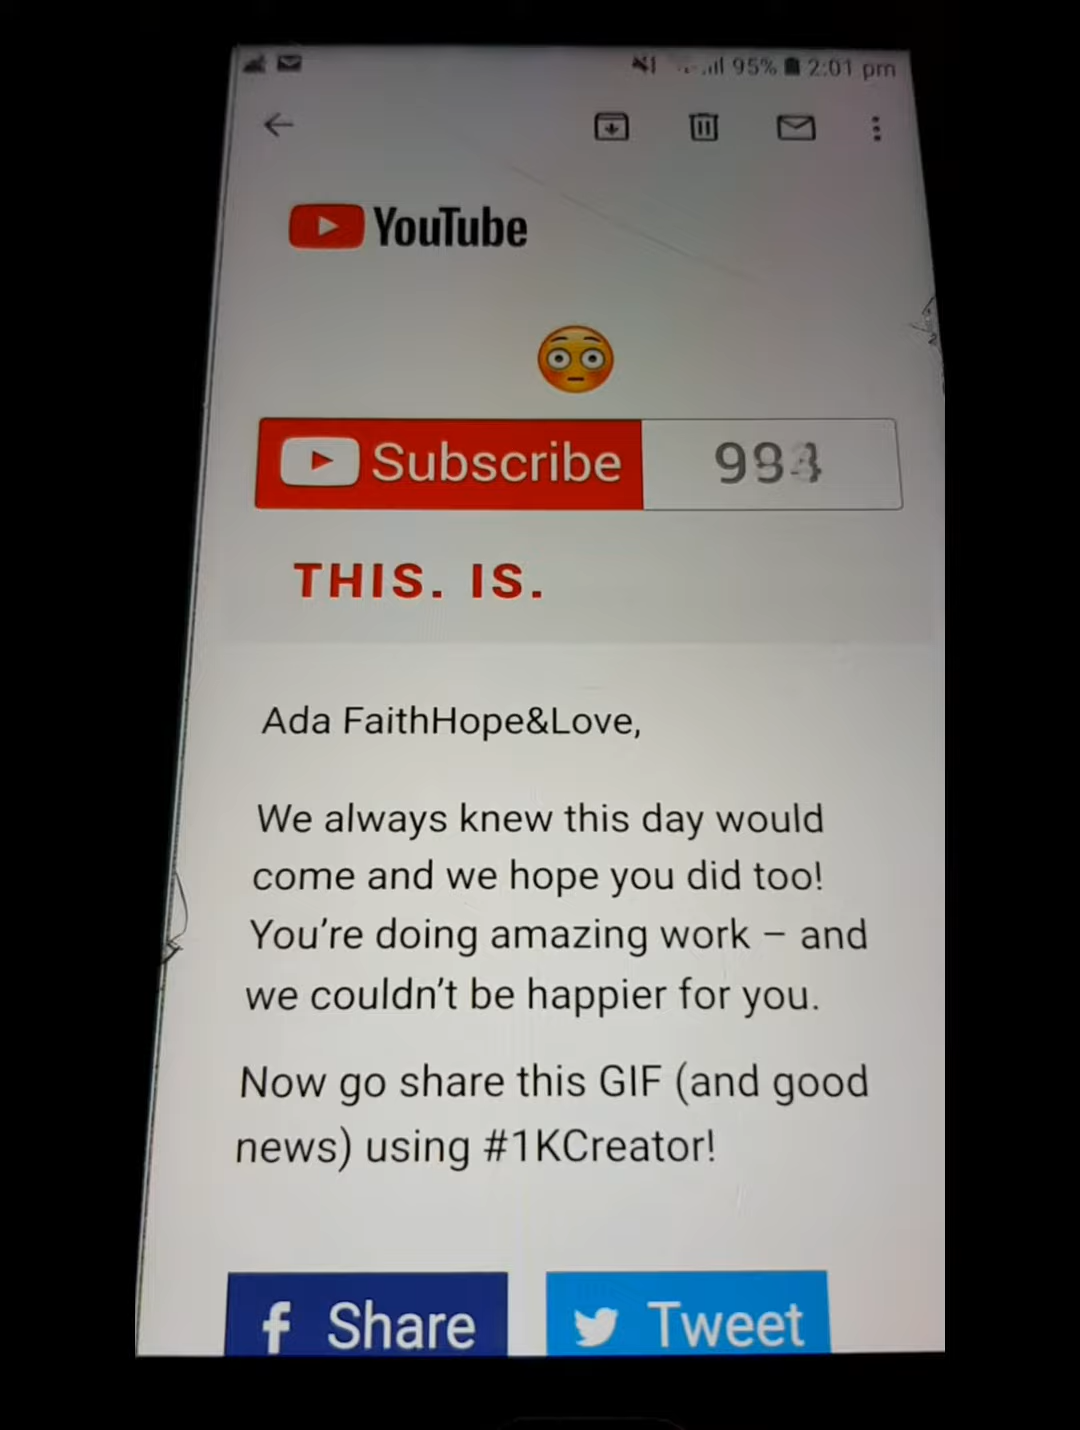 95% 2:01 pm
YouTube
Subscribe
THIS. IS.
Ada FaithHope&Love,
We always knew this day would
come and we hope you did too!
You're doing amazing work – and
we couldn't be happier for you.
Now go share this GIF (and good
news) using #1KCreator!
f Share Tweet